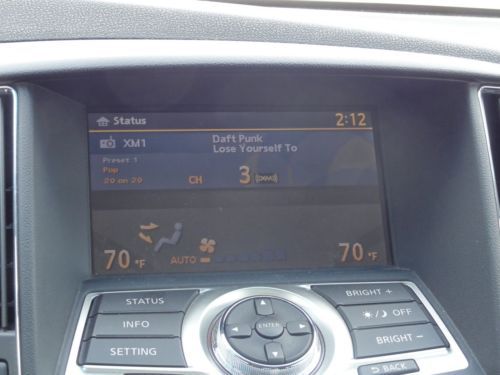 Status 2:12
XM1 Daft Punk
Lose Yourself To
Preset 1
Pop
20 on 20 CH 3 XM
70 °F AUTO 70 °F
STATUS BRIGHT +
INFO ENTER OFF
SETTING BRIGHT -
BACK